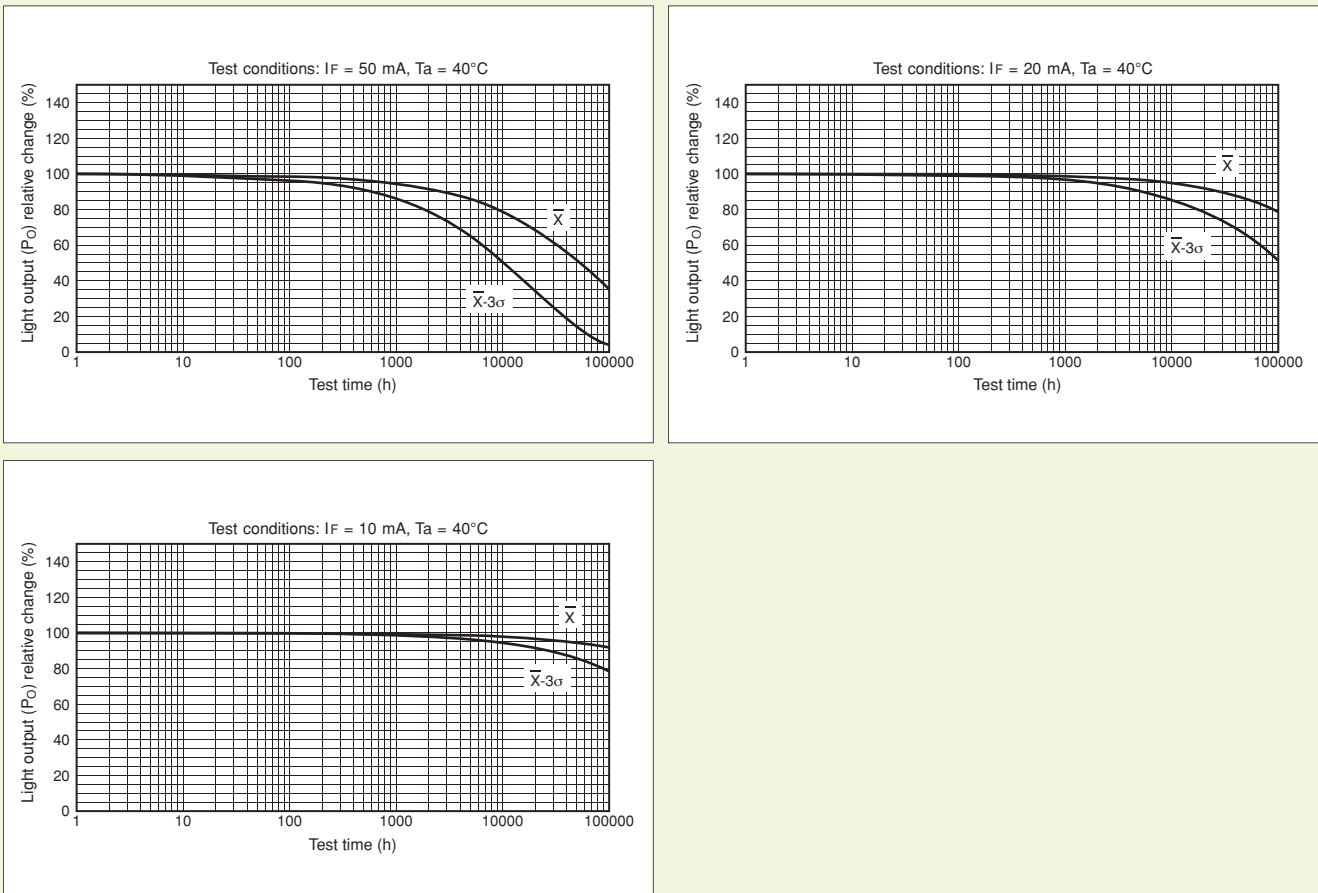 Test conditions: IF = 50 mA, Ta = 40°C
Light output (PO) relative change (%)
140
120
100
80
60
40
20
0
X̅
X̅-3σ
1 10 100 1000 10000 100000
Test time (h)
Test conditions: IF = 20 mA, Ta = 40°C
Light output (PO) relative change (%)
140
120
100
80
60
40
20
0
X̅
X̅-3σ
1 10 100 1000 10000 100000
Test time (h)
Test conditions: IF = 10 mA, Ta = 40°C
Light output (PO) relative change (%)
140
120
100
80
60
40
20
0
X̅
X̅-3σ
1 10 100 1000 10000 100000
Test time (h)